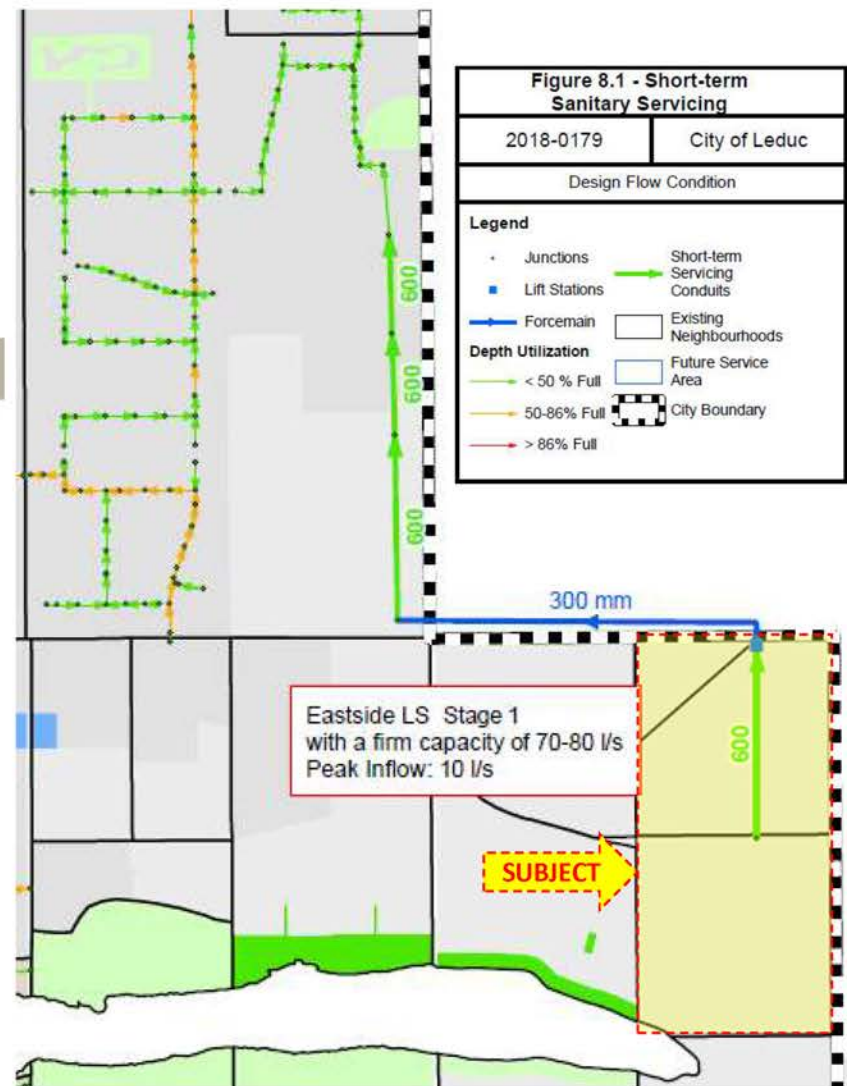 Figure 8.1 - Short-term
Sanitary Servicing
2018-0179
City of Leduc
Design Flow Condition
Legend
Junctions
Lift Stations
Forcemain
Depth Utilization
< 50 % Full
50-86% Full
> 86% Full
Short-term
Servicing
Conduits
Existing
Neighbourhoods
Future Service
Area
City Boundary
600
600
600
300 mm
Eastside LS Stage 1
with a firm capacity of 70-80 l/s
Peak Inflow: 10 l/s
600
SUBJECT